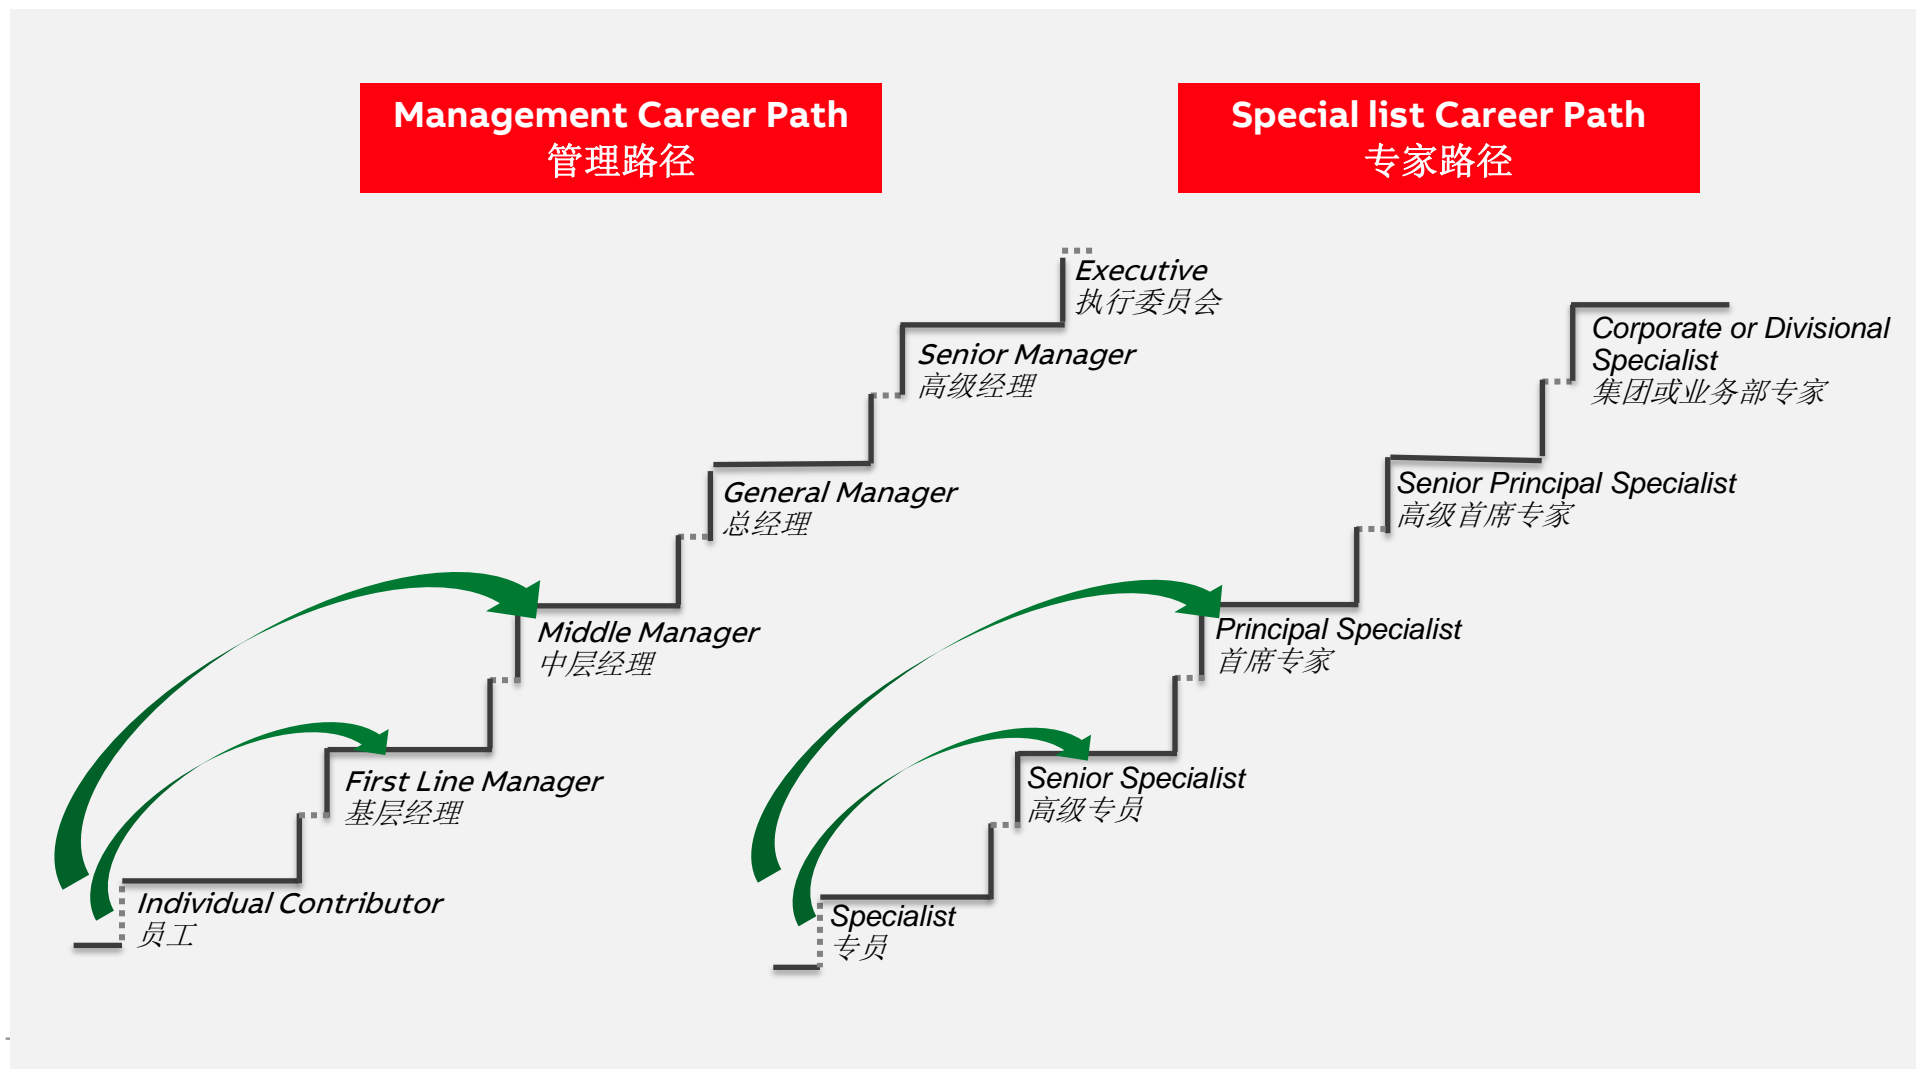 Management Career Path
管理路径
Special list Career Path
专家路径
Executive
执行委员会
Senior Manager
高级经理
General Manager
总经理
Middle Manager
中层经理
First Line Manager
基层经理
Individual Contributor
员工
Corporate or Divisional
Specialist
集团或业务部专家
Senior Principal Specialist
高级首席专家
Principal Specialist
首席专家
Senior Specialist
高级专员
Specialist
专员